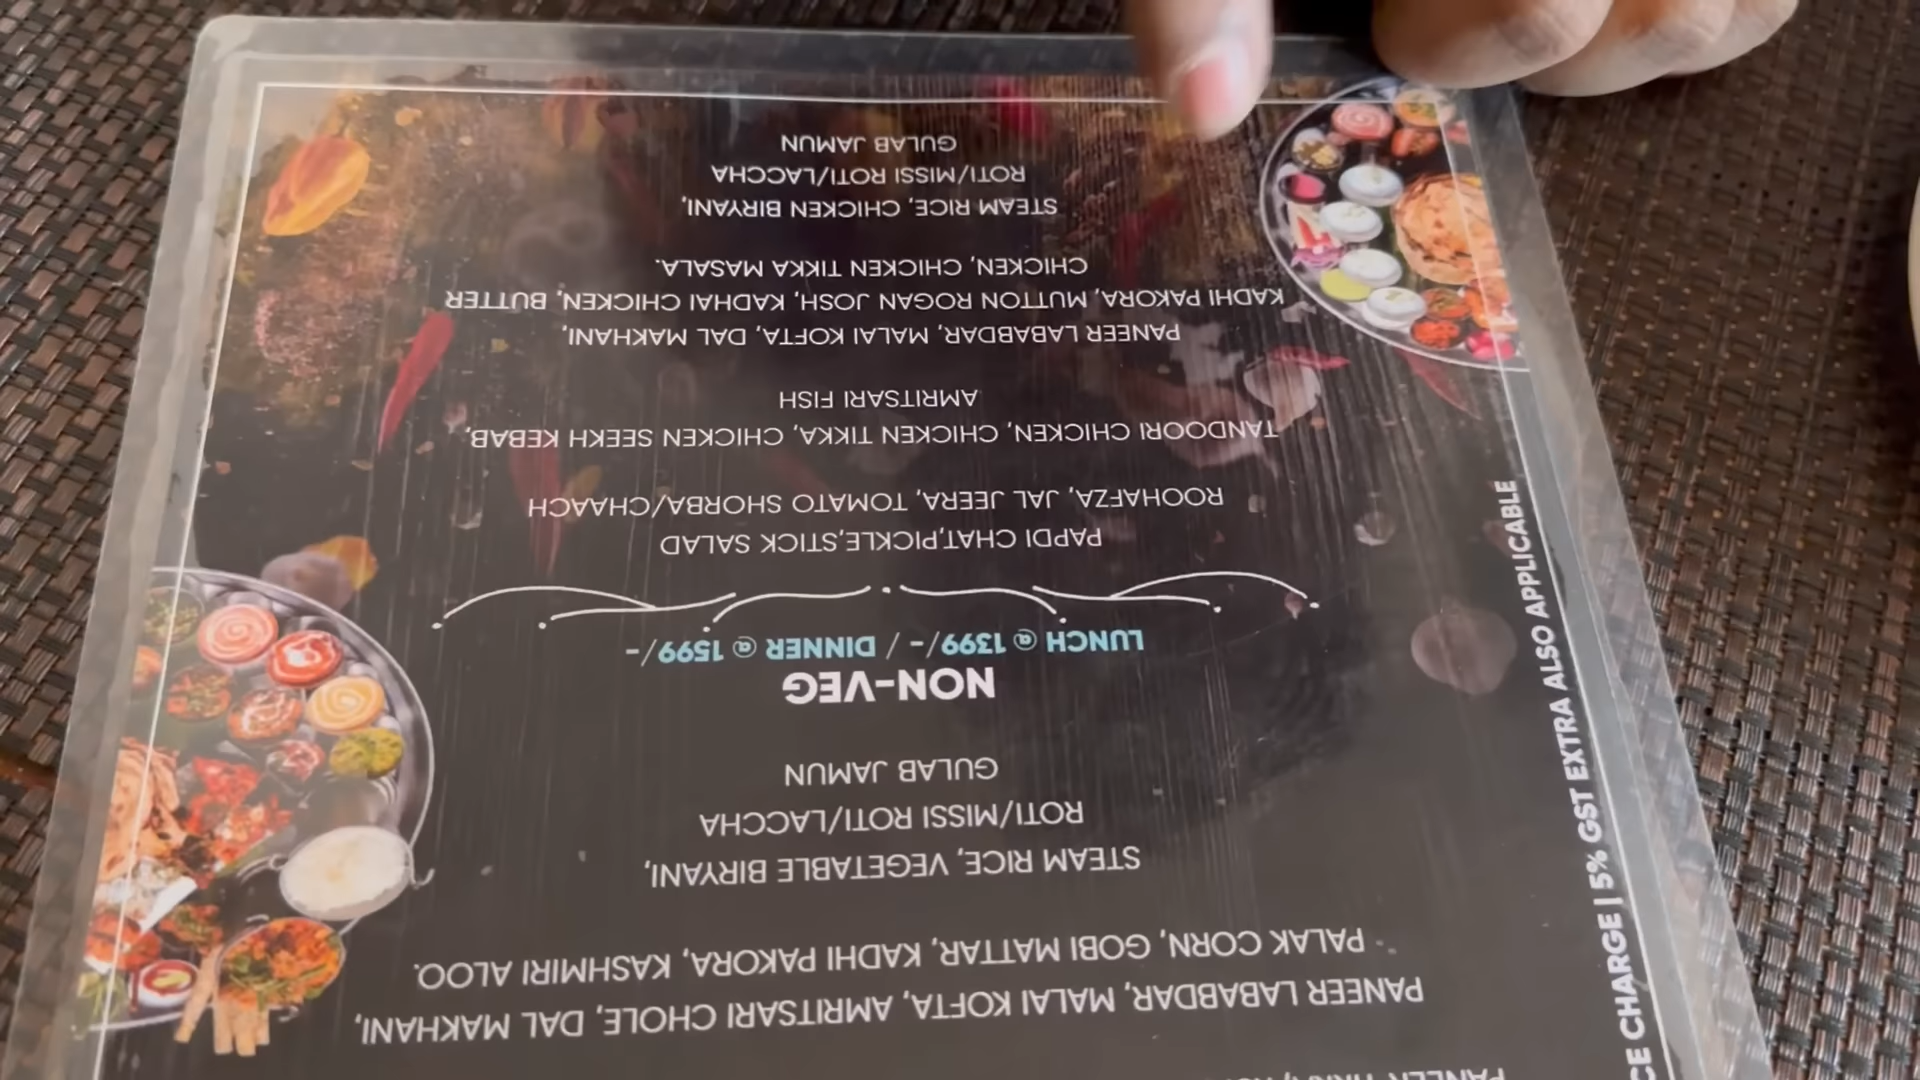 PANEER LABABDAR, MALAI KOFTA, AMRITSARI CHOLE, DAL MAKHANI,
PALAK CORN, GOBI MATTAR, KADHI PAKORA, KASHMIRI ALOO.
STEAM RICE, VEGETABLE BIRYANI,
ROTI/MISSI ROTI/LACCHA
GULAB JAMUN
NON-VEG
LUNCH @ 1399/- / DINNER @ 1599/-
PAPDI CHAT,PICKLE,STICK SALAD
ROOHAFZA, JAL JEERA, TOMATO SHORBA/CHAACH
TANDOORI CHICKEN, CHICKEN TIKKA, CHICKEN SEEKH KEBAB,
AMRITSARI FISH
PANEER LABABDAR, MALAI KOFTA, DAL MAKHANI,
KADHI PAKORA, MUTTON ROGAN JOSH, KADHAI CHICKEN, BUTTER
CHICKEN, CHICKEN TIKKA MASALA.
STEAM RICE, CHICKEN BIRYANI,
ROTI/MISSI ROTI/LACCHA
GULAB JAMUN
CHARGE | 5% GST EXTRA ALSO APPLICABLE